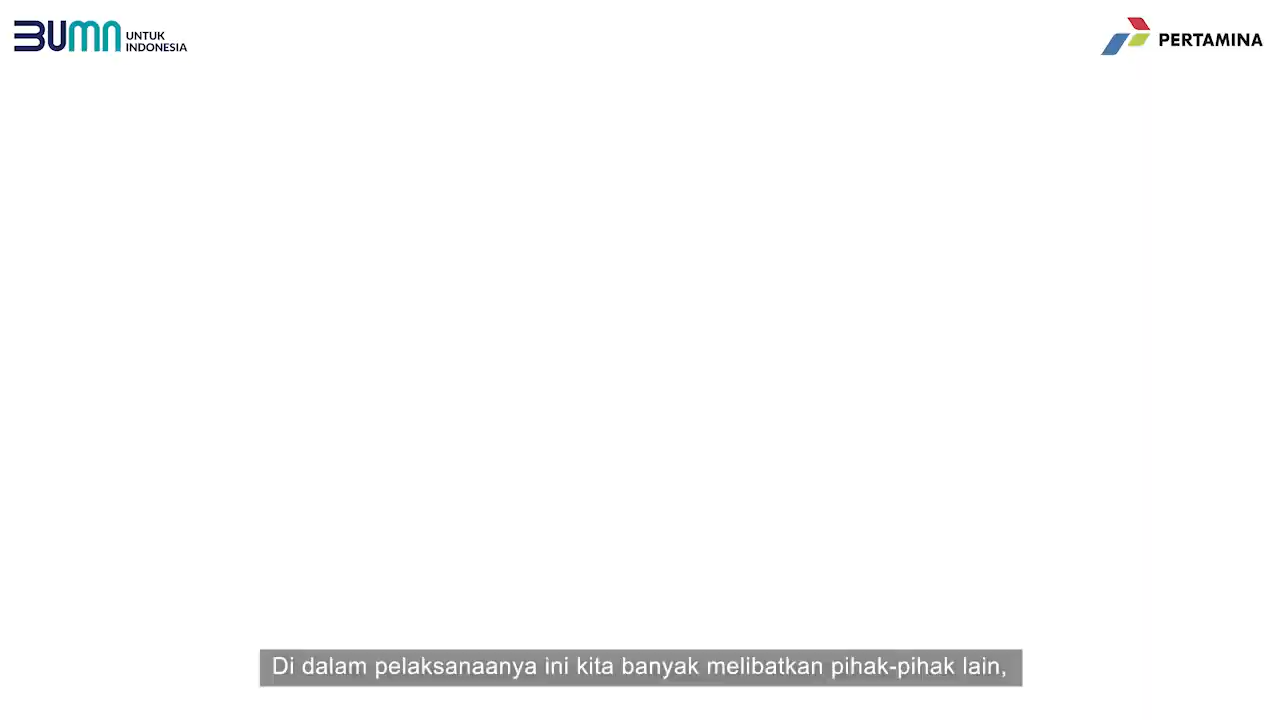 BUMN UNTUK
INDONESIA
PERTAMINA
Di dalam pelaksanaanya ini kita banyak melibatkan pihak-pihak lain,